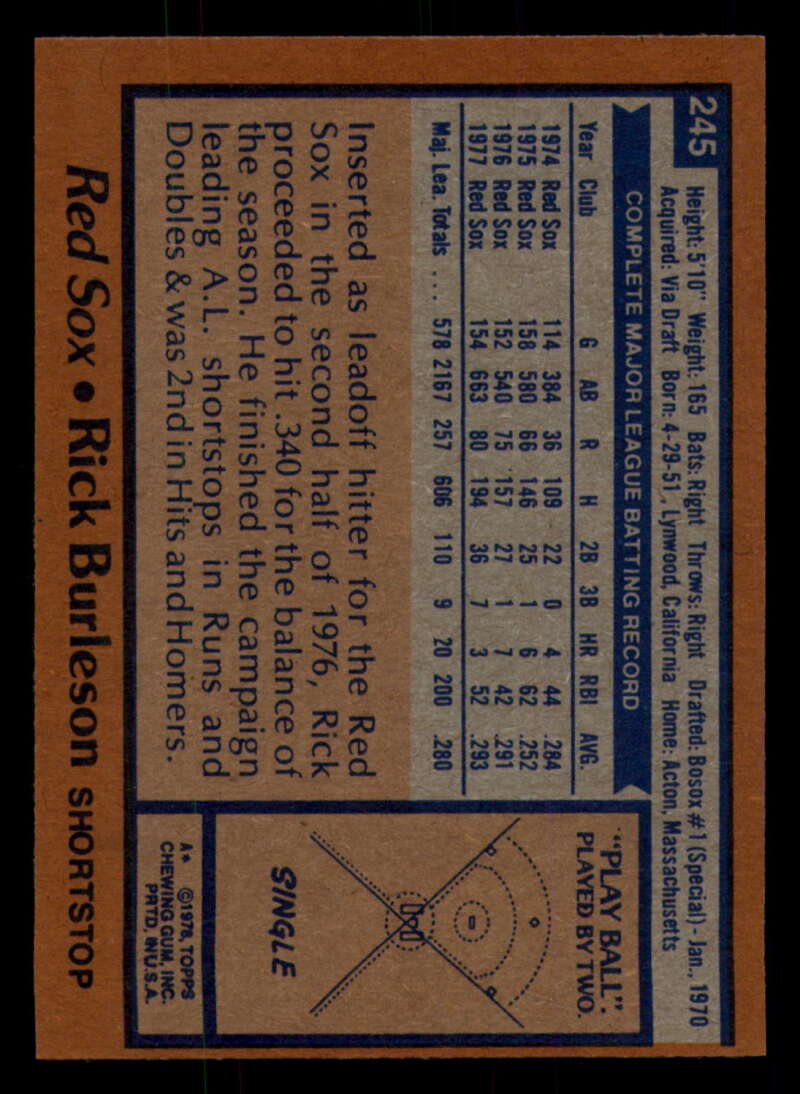 245
Height: 5'10" Weight: 165 Bats: Right Throws: Right Drafted: Bosox #1 (Special) - Jan., 1970
Acquired: Via Draft Born: 4-29-51, Lynwood, California Home: Acton, Massachusetts
COMPLETE MAJOR LEAGUE BATTING RECORD
Year Club G AB R H 2B 3B HR RBI AVG.
1974 Red Sox 114 384 36 109 22 0 4 44 .284
1975 Red Sox 158 580 66 146 25 1 6 62 .252
1976 Red Sox 152 540 75 157 27 1 7 42 .291
1977 Red Sox 154 663 80 194 36 7 3 52 .293
Maj. Lea. Totals ... 578 2167 257 606 110 9 20 200 .280
Inserted as leadoff hitter for the Red
Sox in the second half of 1976, Rick
proceeded to hit .340 for the balance of
the season. He finished the campaign
leading A.L. shortstops in Runs and
Doubles & was 2nd in Hits and Homers.
"PLAY BALL".
PLAYED BY TWO.
SINGLE
A* ©1978, TOPPS
CHEWING GUM, INC.
PRTD. IN U.S.A.
Red Sox • Rick Burleson SHORTSTOP